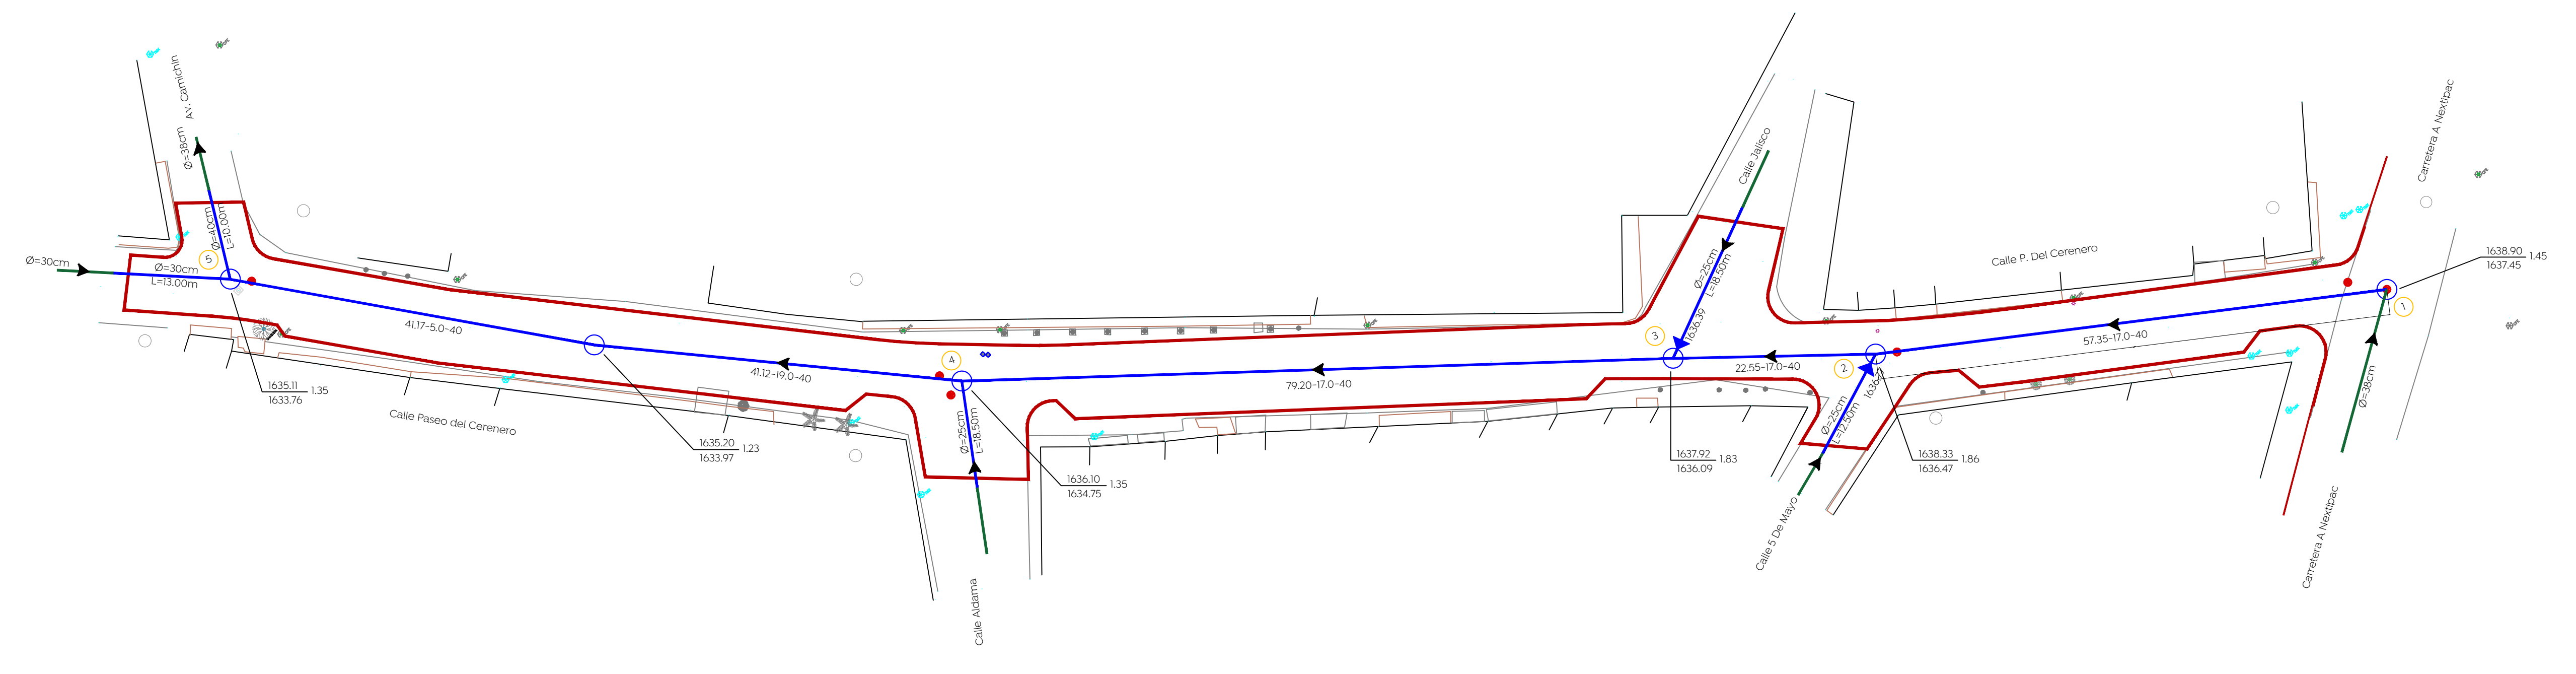 Av. Camichin
Ø=38cm
Ø=40cm
L=10.00m
5
Ø=30cm
Ø=30cm
L=13.00m
41.17-5.0-40
1635.11
1633.76
1.35
Calle Paseo del Cerenero
1635.20
1633.97
1.23
41.12-19.0-40
4
Ø=25cm
L=18.50m
Calle Aldama
1636.10
1634.75
1.35
79.20-17.0-40
Calle Jalisco
Ø=25cm
L=18.50m
1636.39
3
22.55-17.0-40
1637.92
1636.09
1.83
2
Ø=25cm
L=12.50m
Calle 5 De Mayo
1638.33
1636.47
1.86
Calle P. Del Cerenero
57.35-17.0-40
Carretera A Nextipac
1638.90
1637.45
1.45
1
Ø=38cm
Carretera A Nextipac